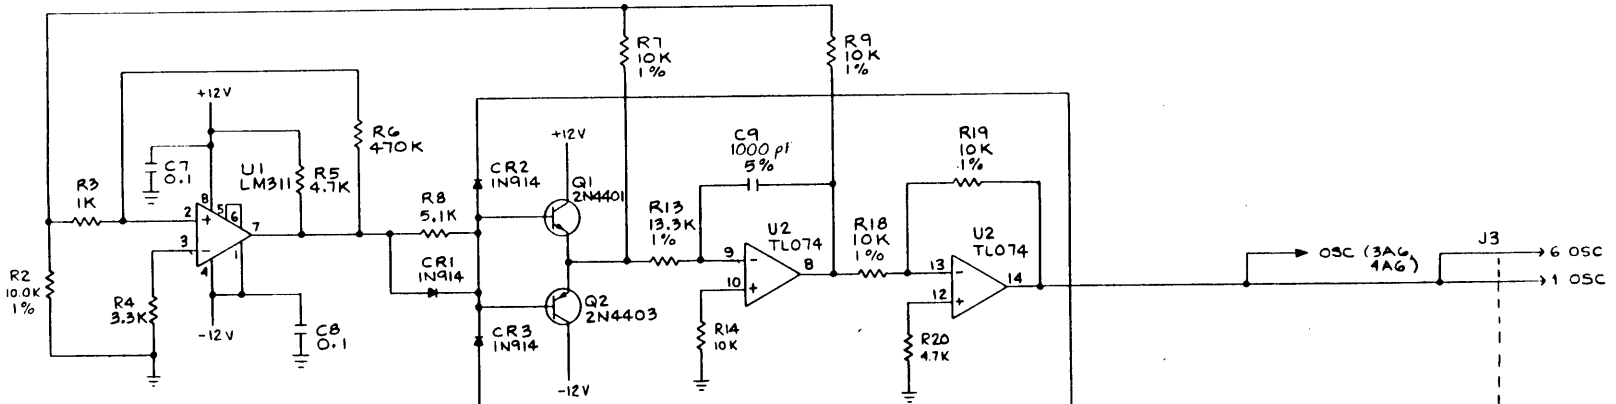 R7
10K
1%
R9
10K
1%
+12V
C7
0.1
U1
LM311
R5
4.7K
R6
470K
R3
1K
8
5
6
2
+
7
3
-
4
1
R2
10.0K
1%
R4
3.3K
-12V
C8
0.1
R8
5.1K
CR1
1N914
CR2
1N914
CR3
1N914
+12V
Q1
2N4401
Q2
2N4403
-12V
R13
13.3K
1%
C9
1000 pf
5%
U2
TL074
9
-
8
10
+
R14
10K
R18
10K
1%
R19
10K
1%
U2
TL074
13
-
14
12
+
R20
4.7K
OSC (3A6,
4A6)
J3
6 OSC
1 OSC